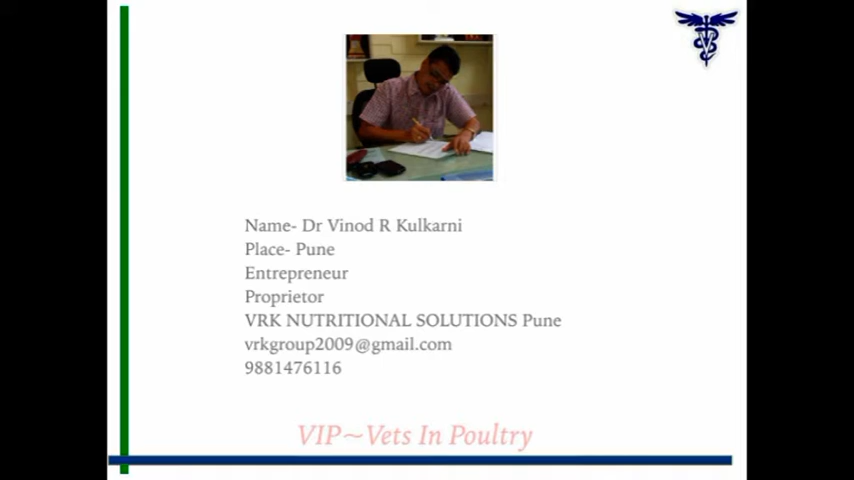 Name- Dr Vinod R Kulkarni
Place- Pune
Entrepreneur
Proprietor
VRK NUTRITIONAL SOLUTIONS Pune
vrkgroup2009@gmail.com
9881476116
VIP~Vets In Poultry